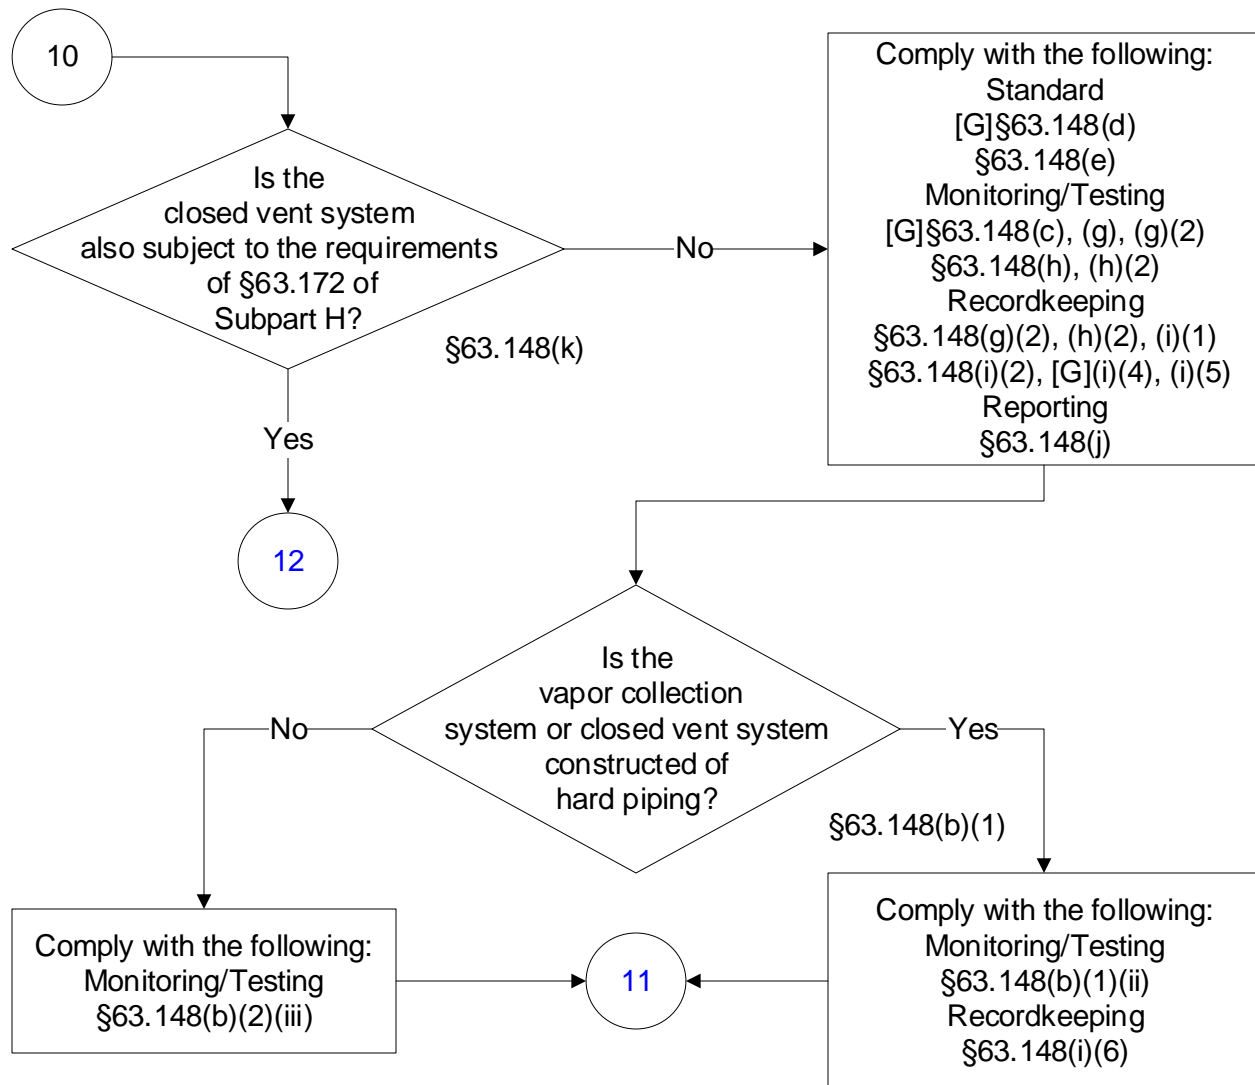 10
Is the
closed vent system
also subject to the requirements
of §63.172 of
Subpart H?
§63.148(k)
No
Yes
12
Comply with the following:
Standard
[G]§63.148(d)
§63.148(e)
Monitoring/Testing
[G]§63.148(c), (g), (g)(2)
§63.148(h), (h)(2)
Recordkeeping
§63.148(g)(2), (h)(2), (i)(1)
§63.148(i)(2), [G](i)(4), (i)(5)
Reporting
§63.148(j)
Is the
vapor collection
system or closed vent system
constructed of
hard piping?
No
Yes
§63.148(b)(1)
Comply with the following:
Monitoring/Testing
§63.148(b)(2)(iii)
11
Comply with the following:
Monitoring/Testing
§63.148(b)(1)(ii)
Recordkeeping
§63.148(i)(6)